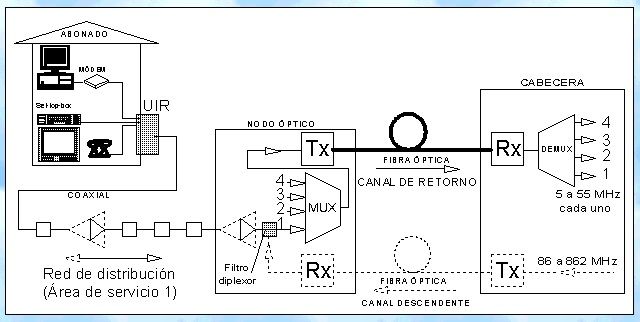 ABONADO
MÓDEM
Set-top-box
UIR
COAXIAL
Red de distribución
(Área de servicio 1)
NODO ÓPTICO
Tx
4
3
2
1
MUX
Filtro
diplexor
Rx
FIBRA ÓPTICA
CANAL DE RETORNO
FIBRA ÓPTICA
CANAL DESCENDENTE
CABECERA
Rx
DEMUX
4
3
2
1
5 a 55 MHz
cada uno
Tx
86 a 862 MHz